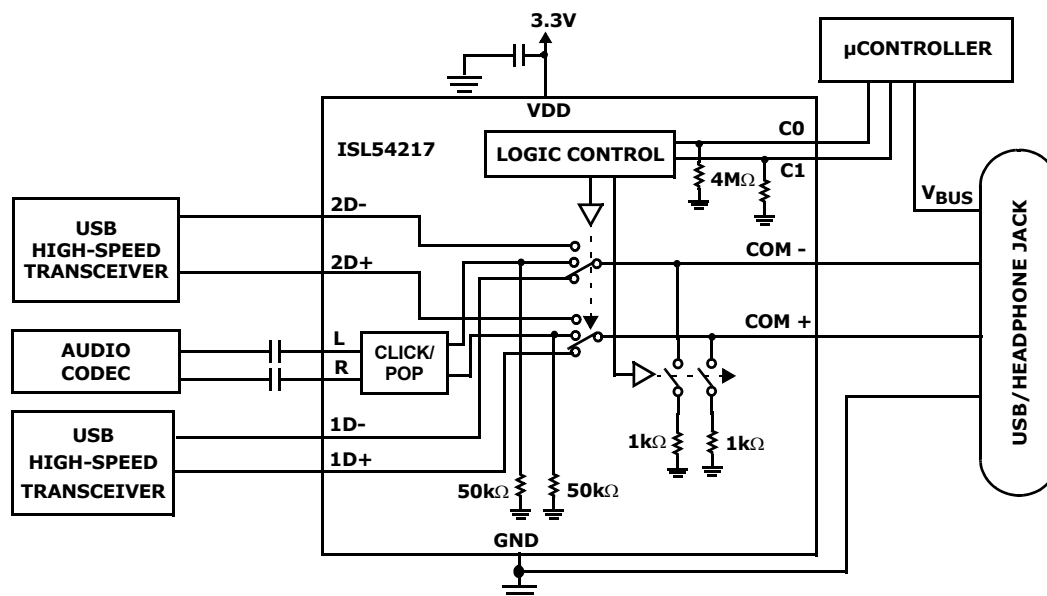 3.3V
µCONTROLLER
VDD
ISL54217
LOGIC CONTROL
C0
C1
4MΩ
VBUS
USB
HIGH-SPEED
TRANSCEIVER
2D-
2D+
COM -
COM +
AUDIO
CODEC
L
R
CLICK/
POP
USB
HIGH-SPEED
TRANSCEIVER
1D-
1D+
50kΩ
50kΩ
1kΩ
1kΩ
GND
USB/HEADPHONE JACK